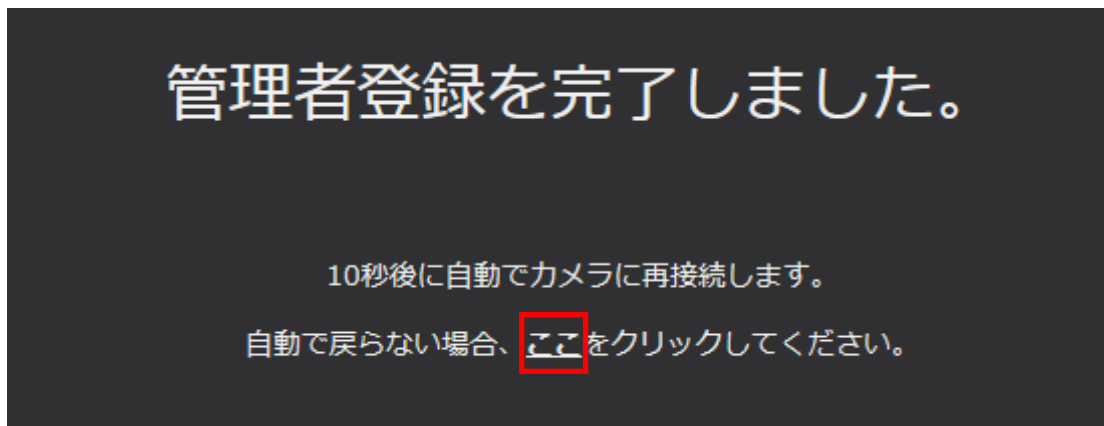 管理者登録を完了しました。
10秒後に自動でカメラに再接続します。
自動で戻らない場合、ここをクリックしてください。